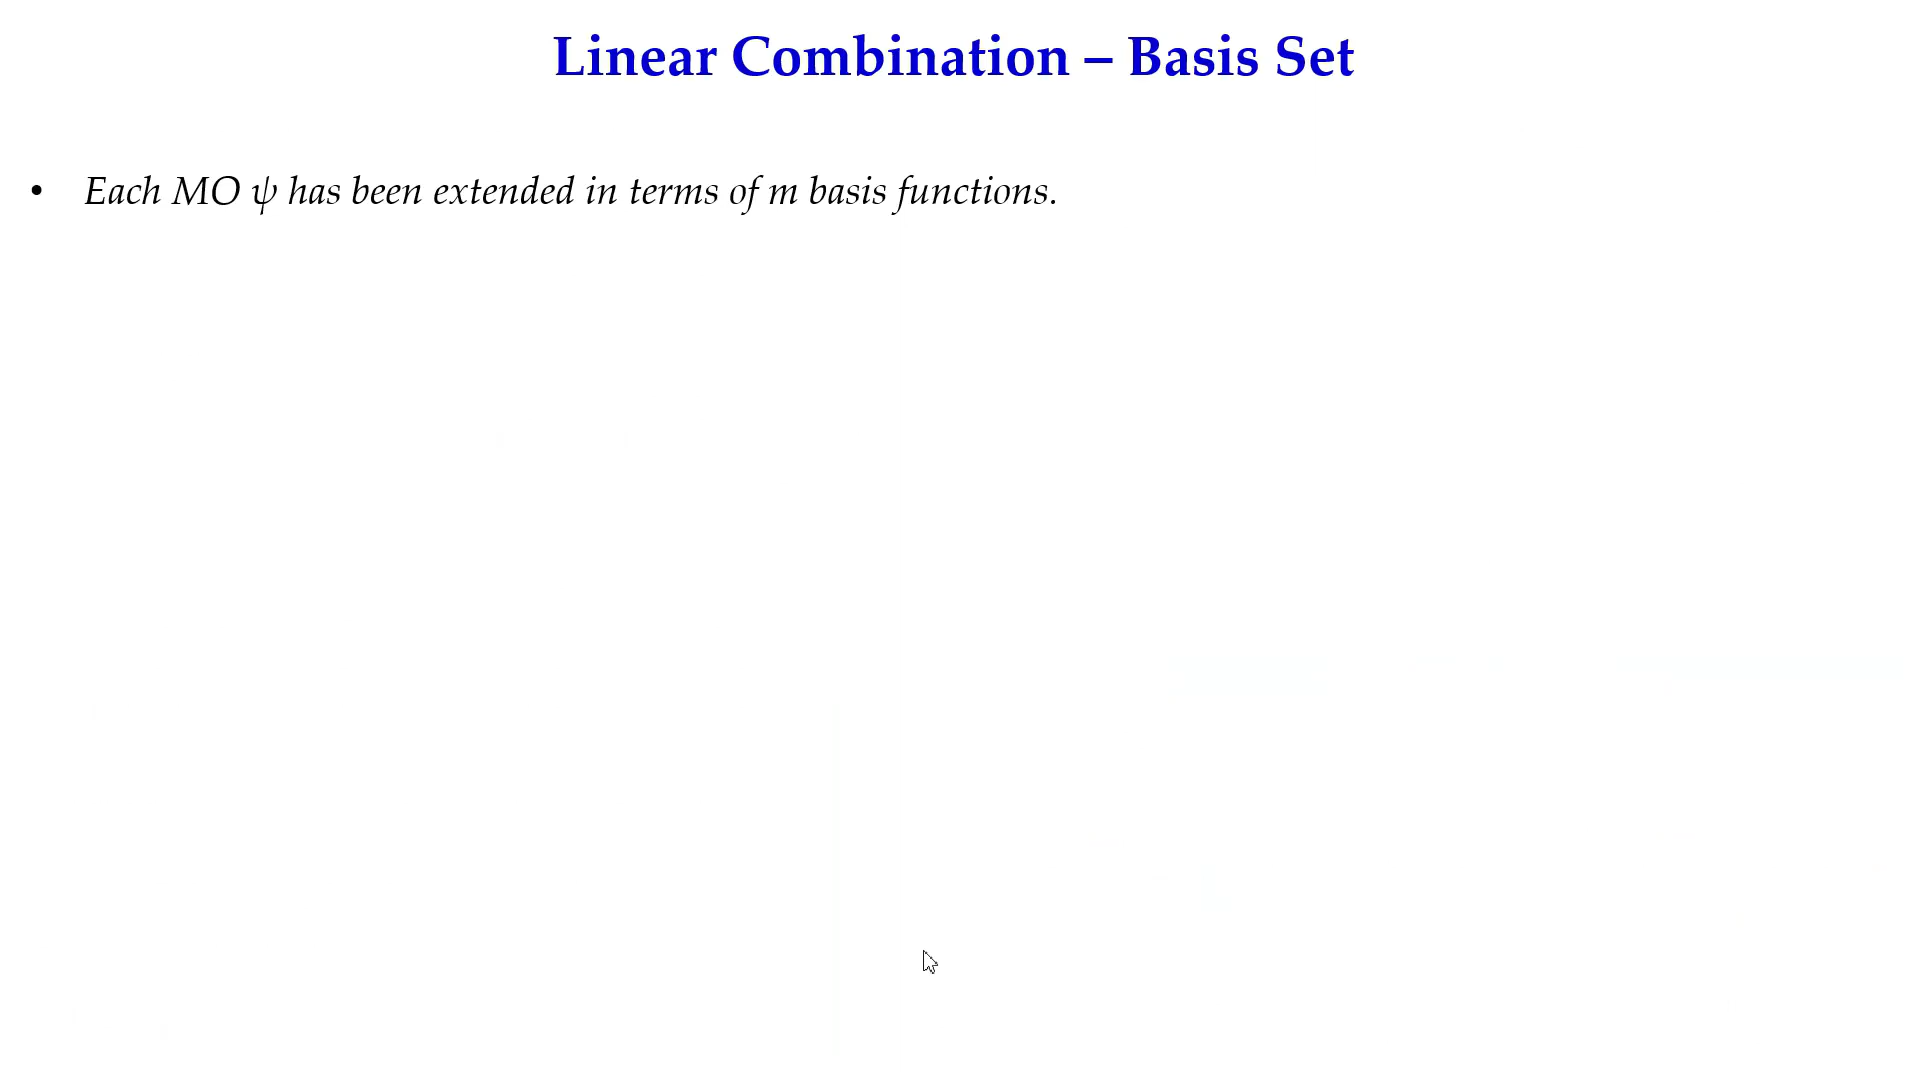 Linear Combination – Basis Set
• Each MO ψ has been extended in terms of m basis functions.